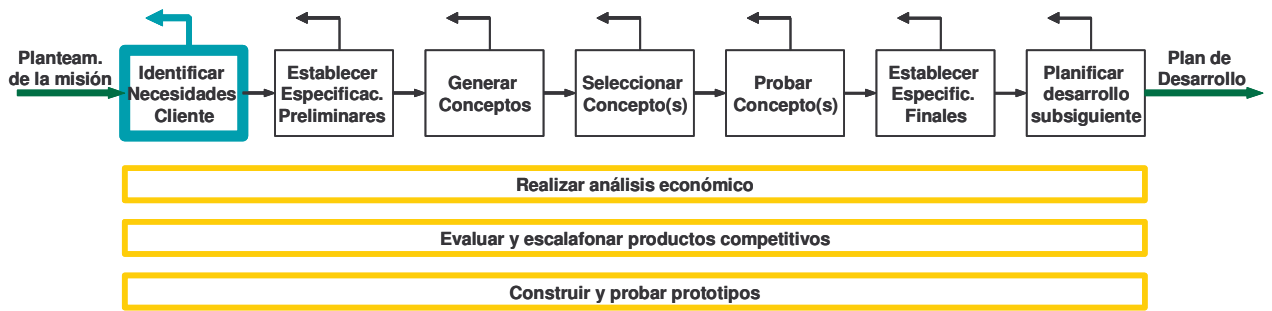 Planteam.
de la misión
Identificar
Necesidades
Cliente
Establecer
Especificac.
Preliminares
Generar
Conceptos
Seleccionar
Concepto(s)
Probar
Concepto(s)
Establecer
Especific.
Finales
Planificar
desarrollo
subsiguiente
Plan de
Desarrollo
Realizar análisis económico
Evaluar y escalafonar productos competitivos
Construir y probar prototipos